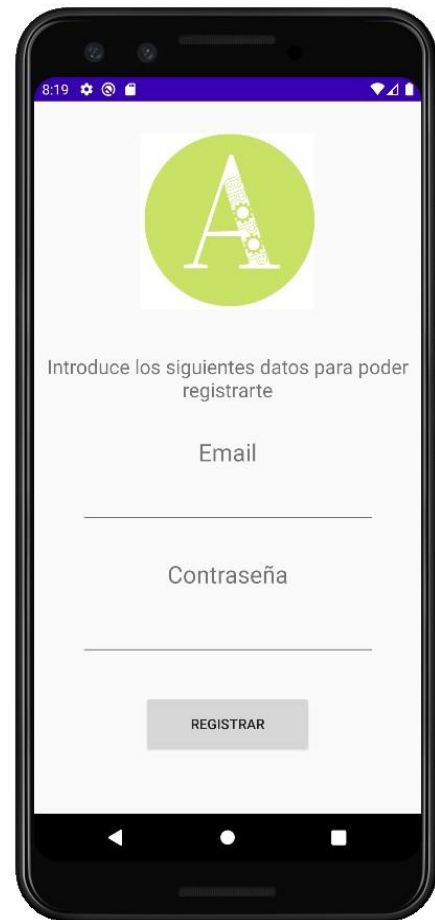 8:19
A
Introduce los siguientes datos para poder
registrarte
Email
Contraseña
REGISTRAR